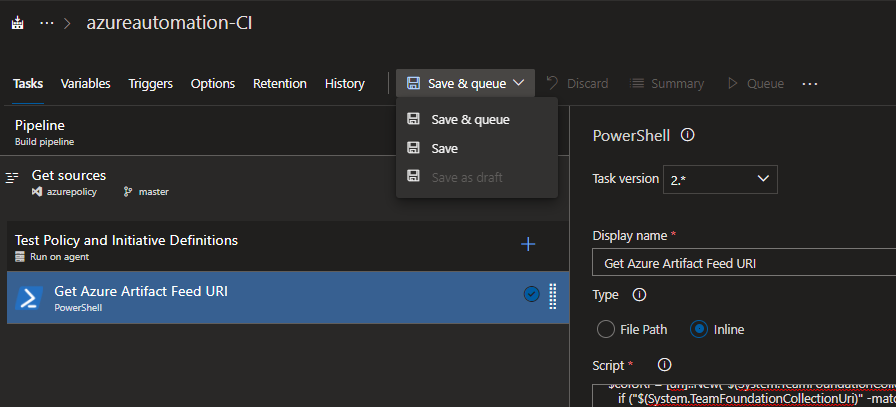 ... > azureautomation-CI
Tasks Variables Triggers Options Retention History Save & queue Discard Summary Queue ...
Save & queue
Save
Save as draft
Pipeline
Build pipeline
Get sources
azurepolicy master
Test Policy and Initiative Definitions
Run on agent
Get Azure Artifact Feed URI
PowerShell
PowerShell
Task version 2.*
Display name *
Get Azure Artifact Feed URI
Type
File Path Inline
Script *
if ("$(System.TeamFoundationCollectionUri)" -matc